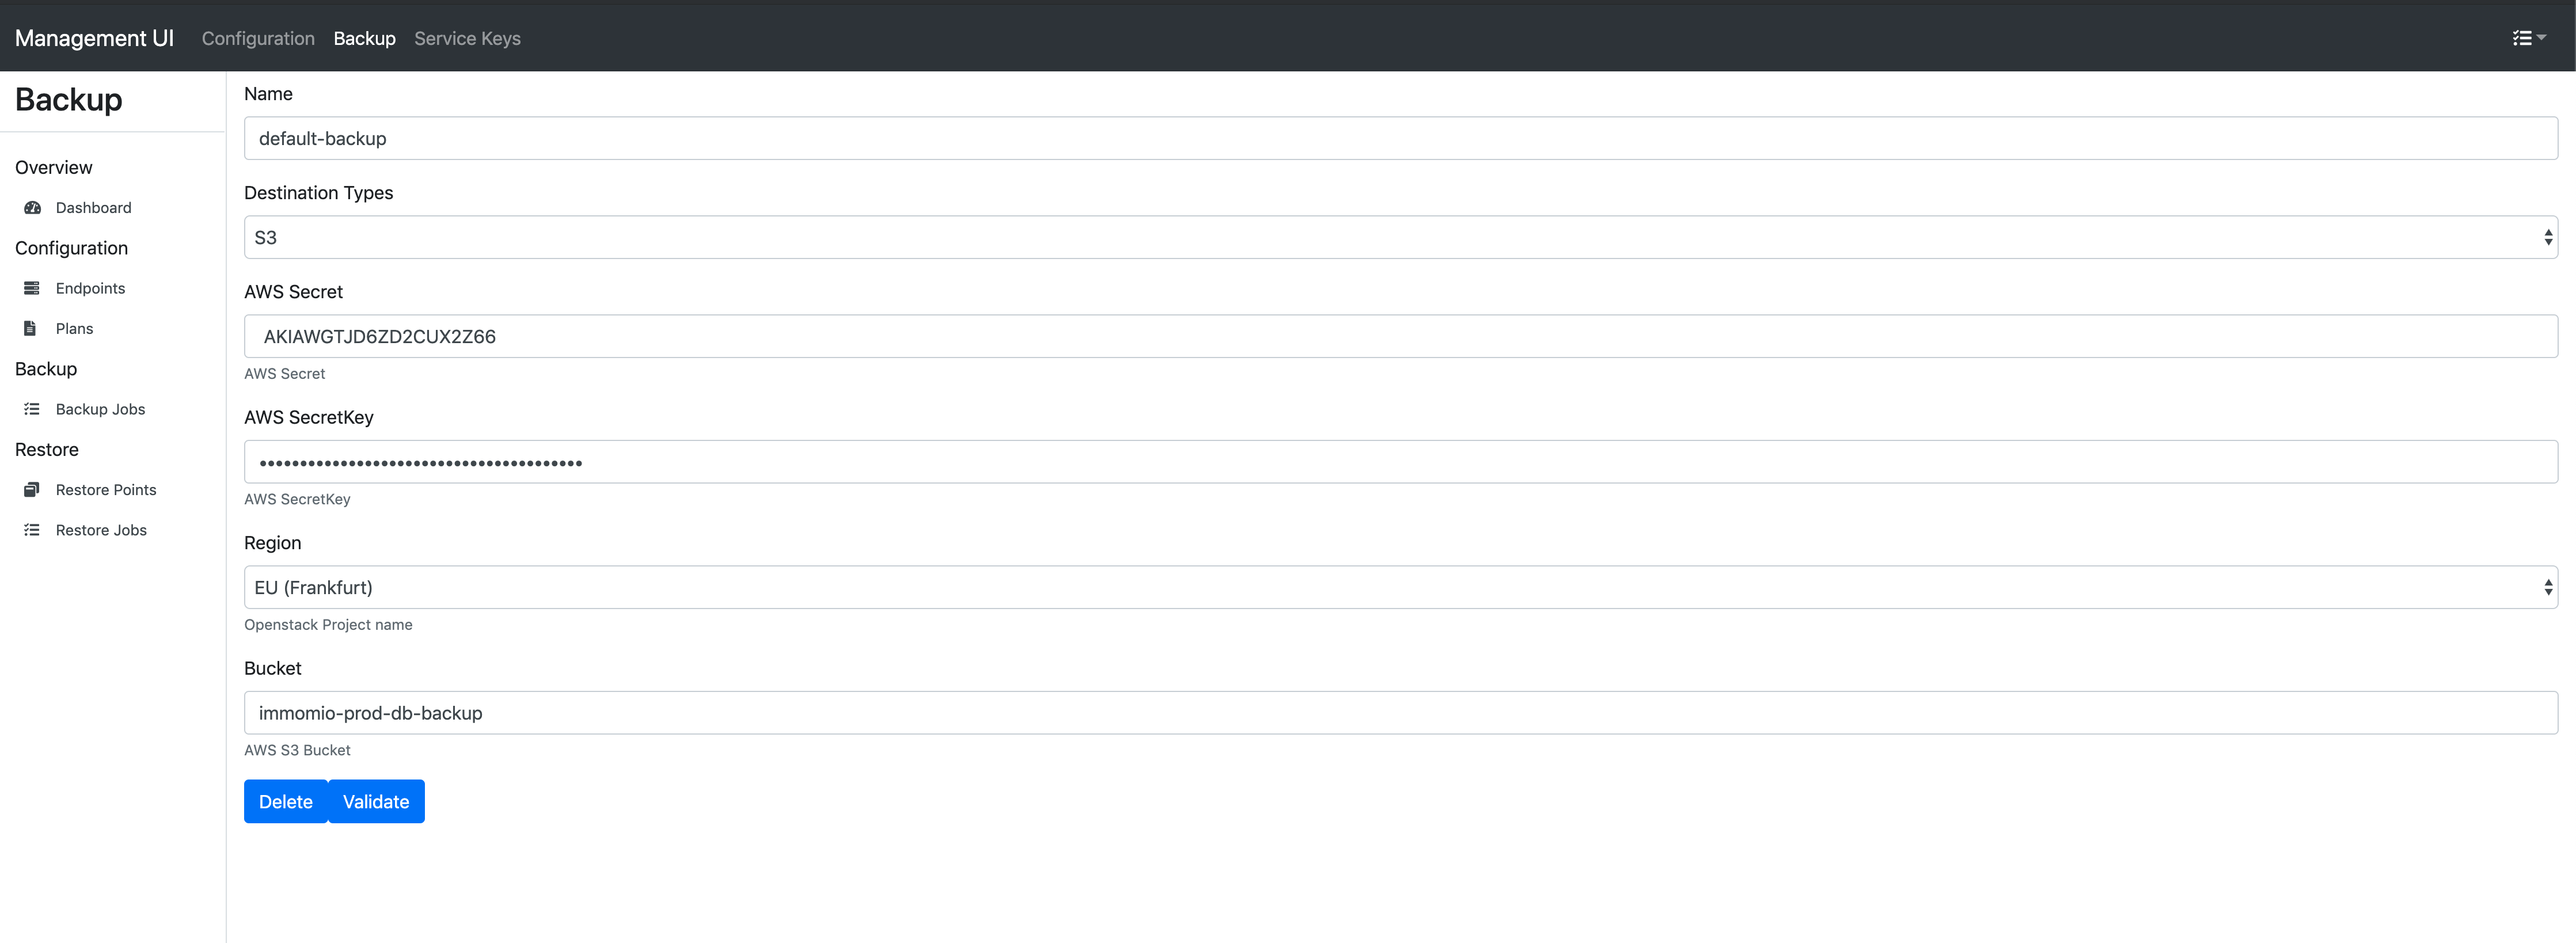 Management UI Configuration Backup Service Keys
Backup
Overview
Dashboard
Configuration
Endpoints
Plans
Backup
Backup Jobs
Restore
Restore Points
Restore Jobs
Name
default-backup
Destination Types
S3
AWS Secret
AKIAWGTJD6ZD2CUX2Z66
AWS Secret
AWS SecretKey
••••••••••••••••••••••••••••••••••••••••
AWS SecretKey
Region
EU (Frankfurt)
Openstack Project name
Bucket
immomio-prod-db-backup
AWS S3 Bucket
Delete Validate